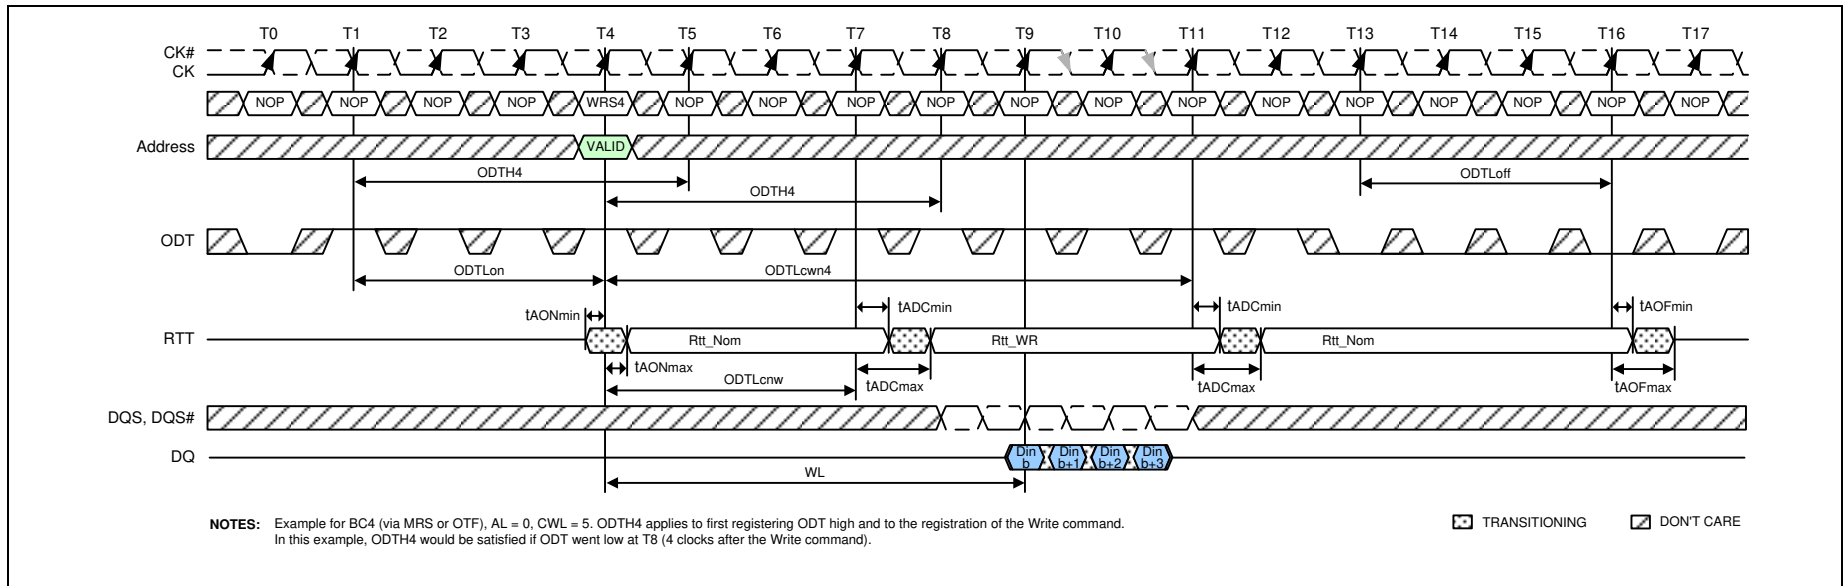 T0 T1 T2 T3 T4 T5 T6 T7 T8 T9 T10 T11 T12 T13 T14 T15 T16 T17
CK#
CK
NOP NOP NOP NOP WRS4 NOP NOP NOP NOP NOP NOP NOP NOP NOP NOP NOP NOP NOP
Address VALID
ODTH4 ODTLoff
ODTH4
ODT
ODTLon ODTLcwn4
tAONmin tADCmin tADCmin tAOFmin
RTT Rtt_Nom Rtt_WR Rtt_Nom
tAONmax
ODTLcnw tADCmax tADCmax tAOFmax
DQS, DQS#
DQ Din b Din b+1 Din b+2 Din b+3
WL
NOTES: Example for BC4 (via MRS or OTF), AL = 0, CWL = 5. ODTH4 applies to first registering ODT high and to the registration of the Write command.
In this example, ODTH4 would be satisfied if ODT went low at T8 (4 clocks after the Write command).
TRANSITIONING DON'T CARE